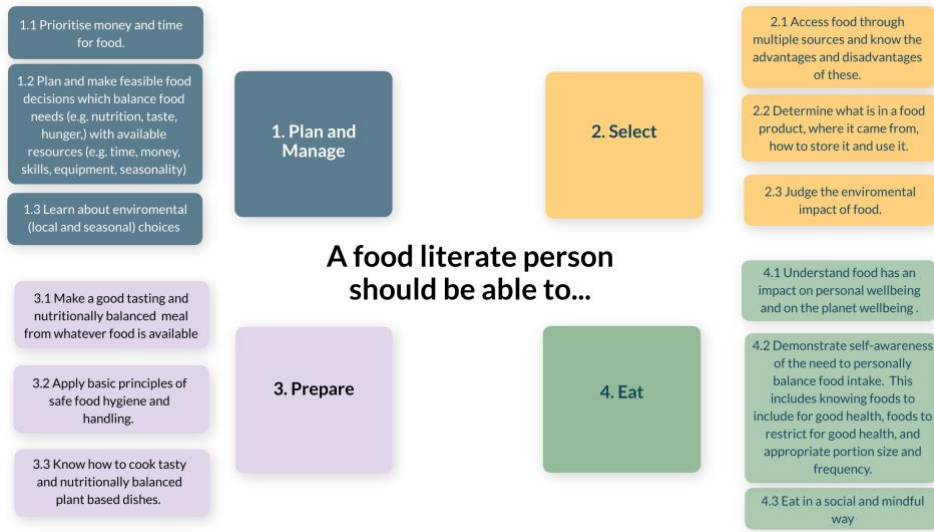 1.1 Prioritise money and time
for food.
1.2 Plan and make feasible food
decisions which balance food
needs (e.g. nutrition, taste,
hunger,) with available
resources (e.g. time, money,
skills, equipment, seasonality)
1.3 Learn about enviromental
(local and seasonal) choices
1. Plan and
Manage
2. Select
2.1 Access food through
multiple sources and know the
advantages and disadvantages
of these.
2.2 Determine what is in a food
product, where it came from,
how to store it and use it.
2.3 Judge the enviromental
impact of food.
A food literate person
should be able to...
3.1 Make a good tasting and
nutritionally balanced meal
from whatever food is available
3.2 Apply basic principles of
safe food hygiene and
handling.
3.3 Know how to cook tasty
and nutritionally balanced
plant based dishes.
3. Prepare
4. Eat
4.1 Understand food has an
impact on personal wellbeing
and on the planet wellbeing .
4.2 Demonstrate self-awareness
of the need to personally
balance food intake. This
includes knowing foods to
include for good health, foods to
restrict for good health, and
appropriate portion size and
frequency.
4.3 Eat in a social and mindful
way